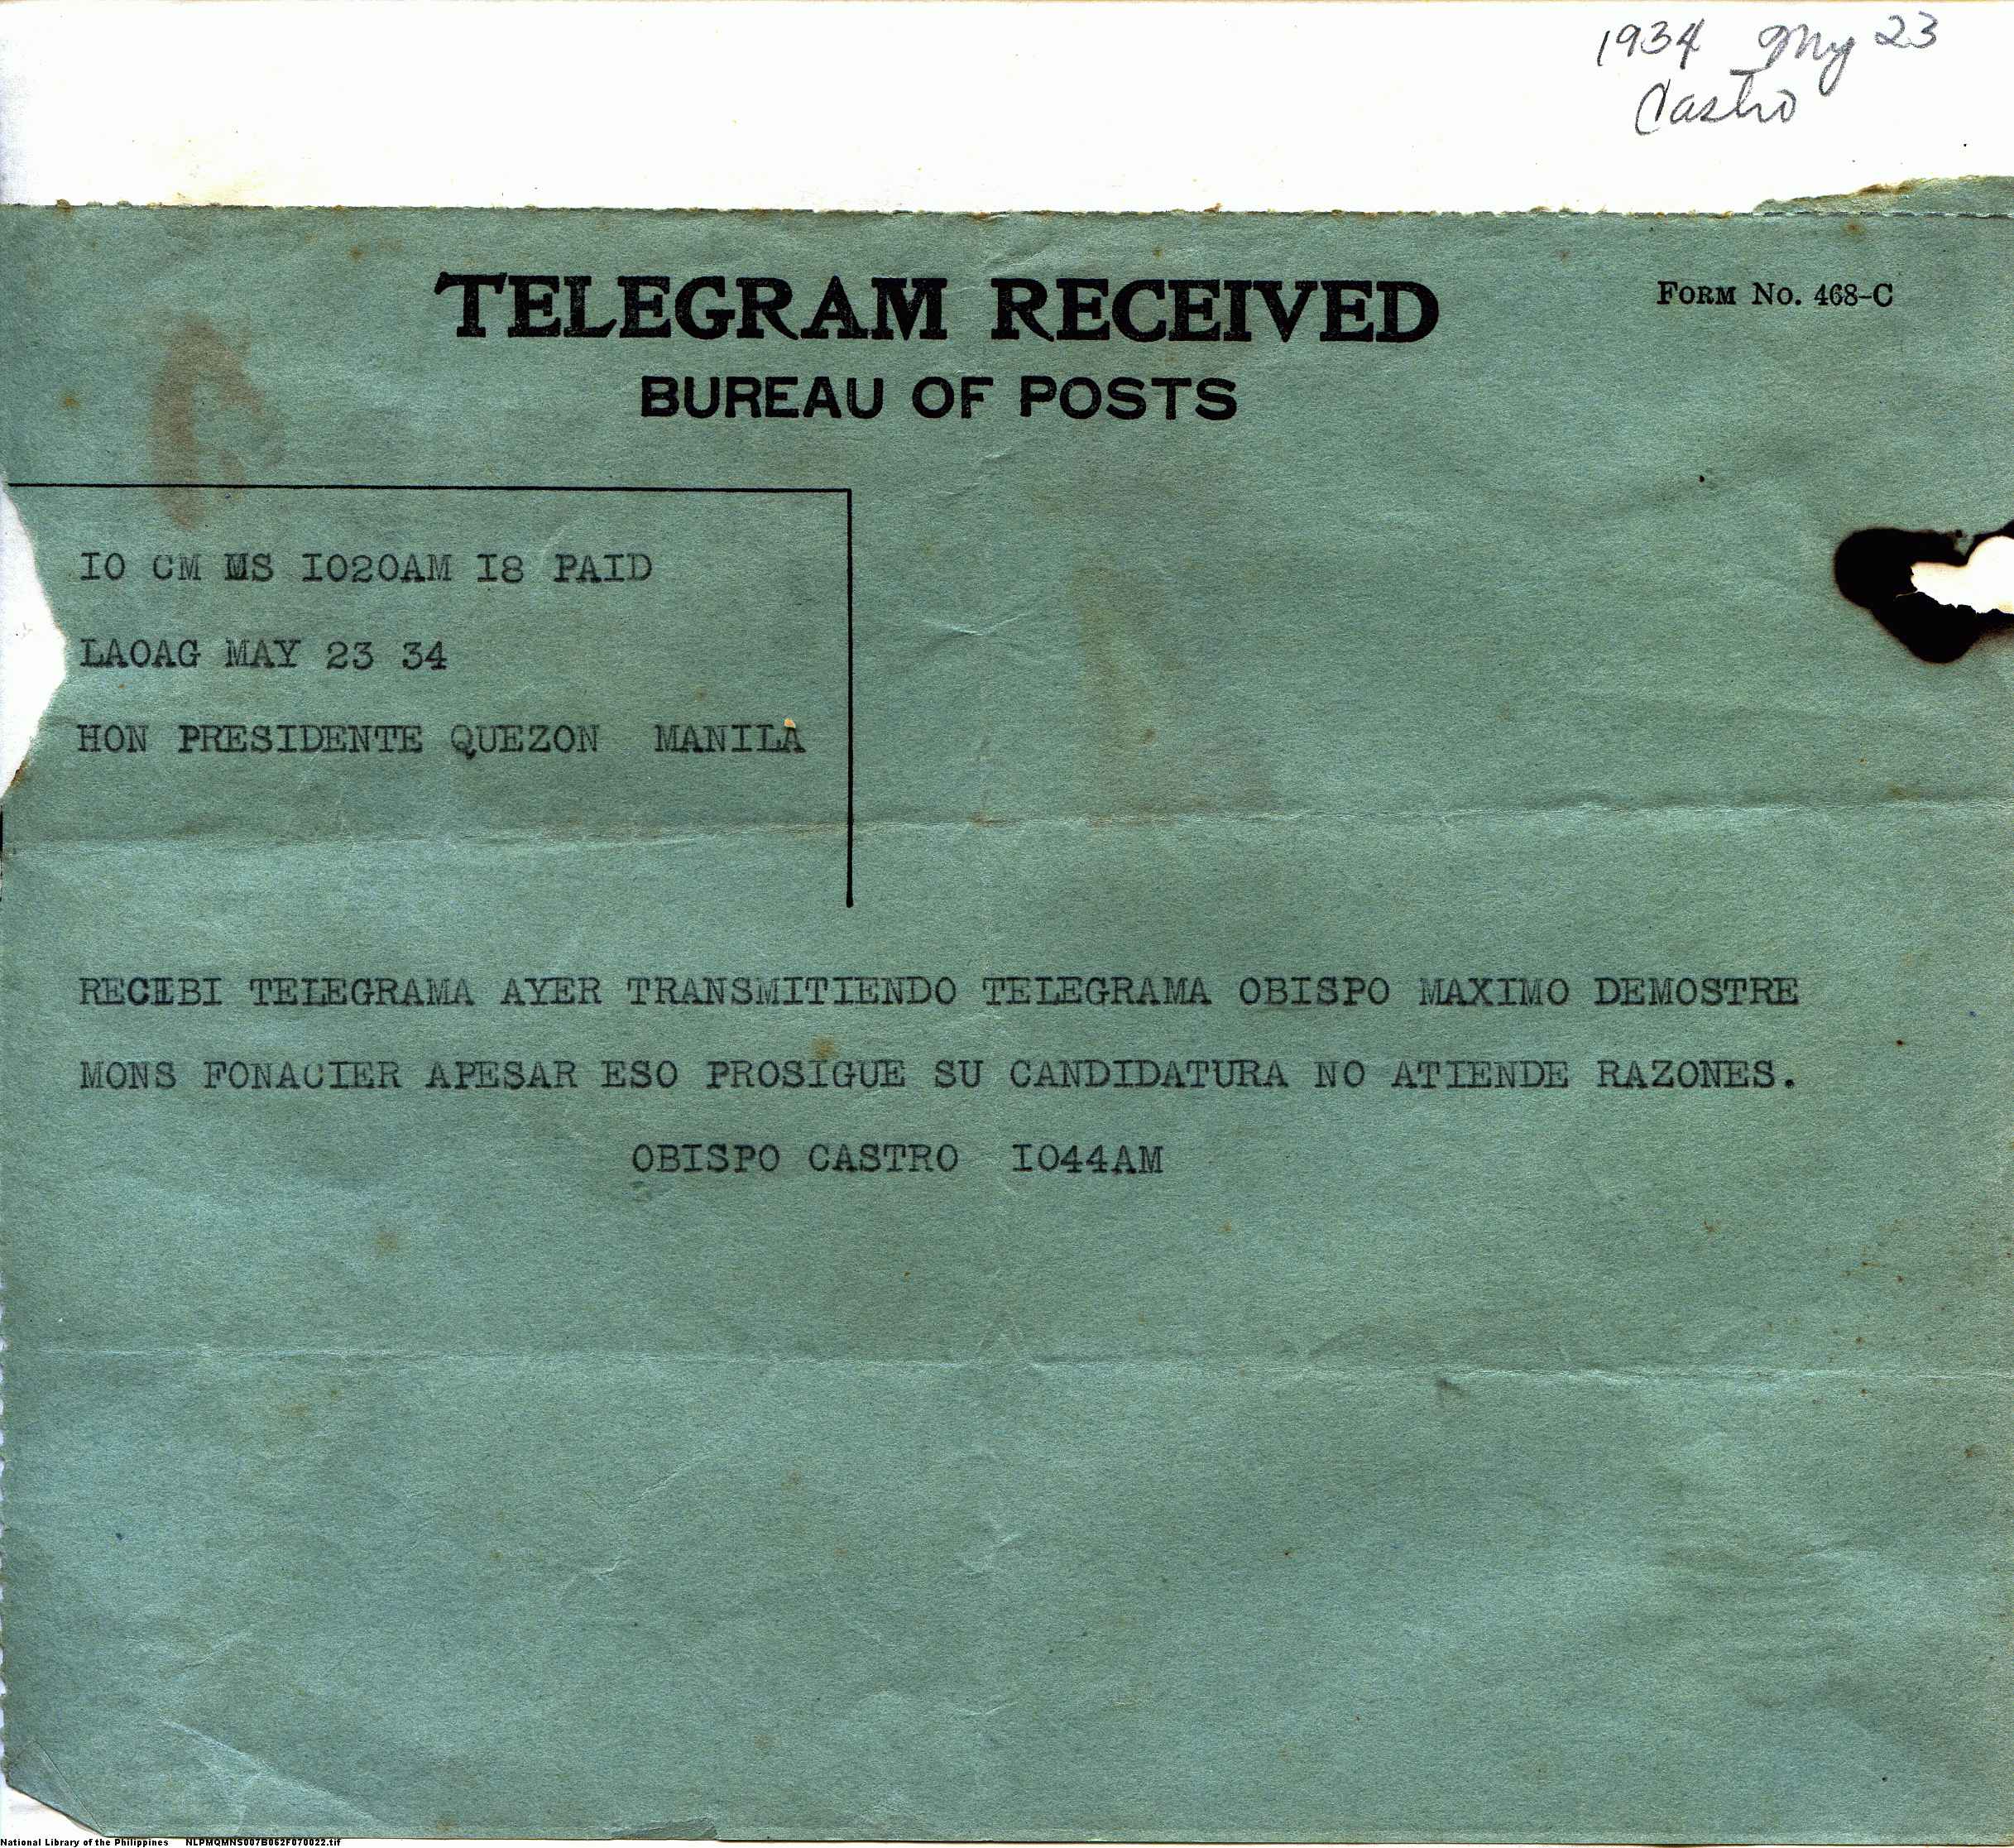 1934 My 23
Castro
TELEGRAM RECEIVED
FORM NO. 468-C
BUREAU OF POSTS
IO CM MS IO20AM I8 PAID
LAOAG MAY 23 34
HON PRESIDENTE QUEZON MANILA
RECIBI TELEGRAMA AYER TRANSMITIENDO TELEGRAMA OBISPO MAXIMO DEMOSTRE
MONS FONACIER APESAR ESO PROSIGUE SU CANDIDATURA NO ATIENDE RAZONES.
OBISPO CASTRO IO44AM
National Library of the Philippines NLPMQMNS007B062F070022.tif